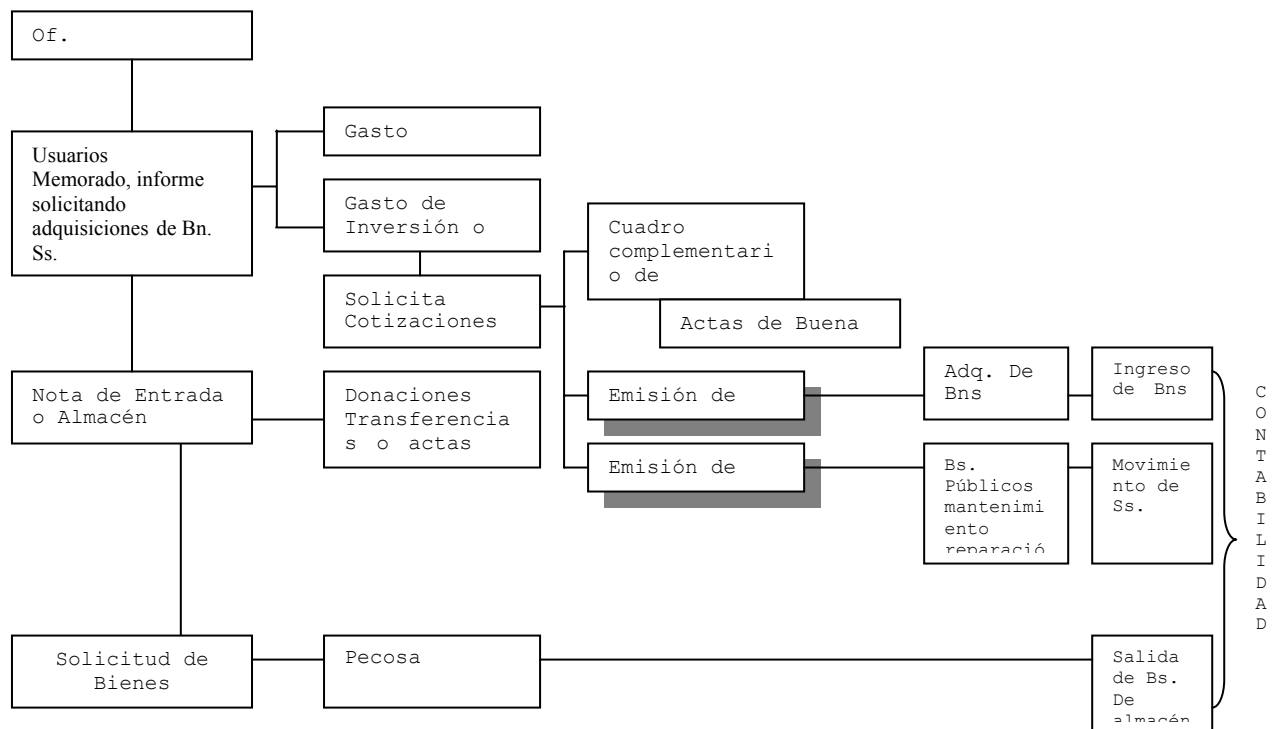 Of.
Usuarios
Memorado, informe
solicitando
adquisiciones de Bn.
Ss.
Gasto
Gasto de
Inversión o
Solicita
Cotizaciones
Cuadro
complementari
o de
Actas de Buena
Nota de Entrada
o Almacén
Donaciones
Transferencia
s o actas
Emisión de
Adq. De
Bns
Ingreso
de Bns
Emisión de
Bs.
Públicos
mantenimi
ento
reparació
Movimie
nto de
Ss.
Solicitud de
Bienes
Pecosa
Salida
de Bs.
De
almacén
C
O
N
T
A
B
I
L
I
D
A
D